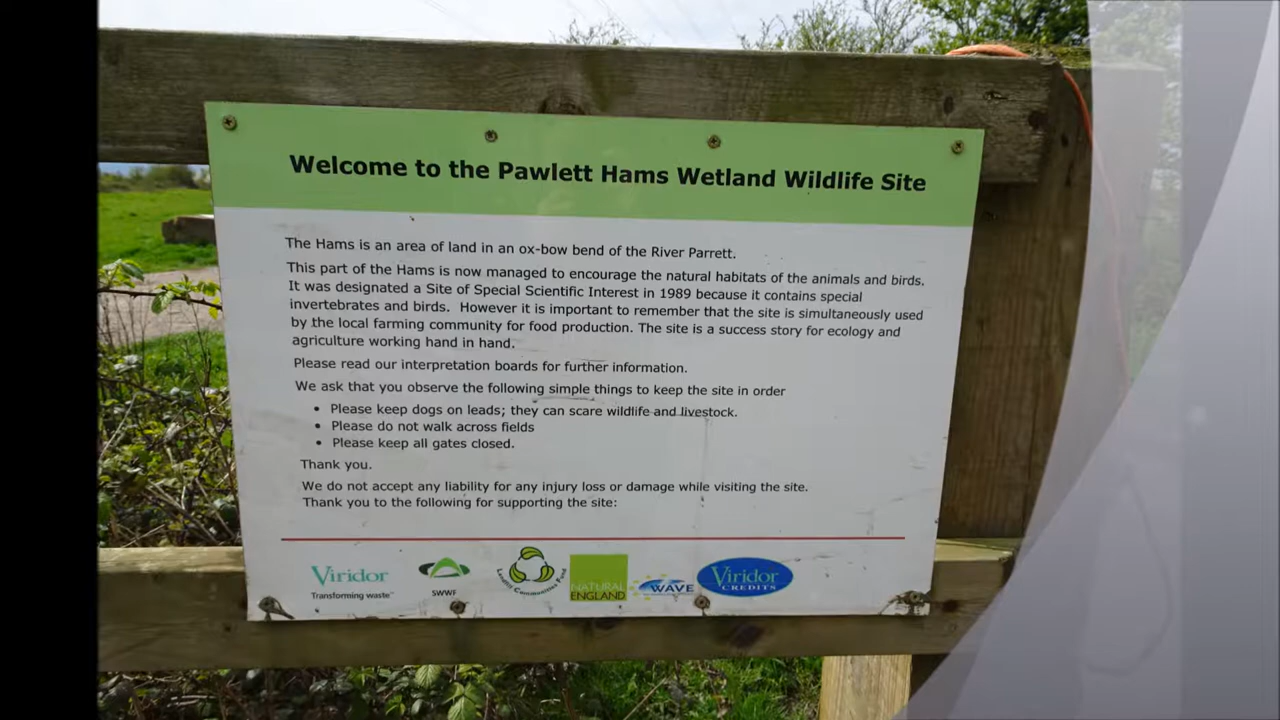 Welcome to the Pawlett Hams Wetland Wildlife Site
The Hams is an area of land in an ox-bow bend of the River Parrett.
This part of the Hams is now managed to encourage the natural habitats of the animals and birds.
It was designated a Site of Special Scientific Interest in 1989 because it contains special
invertebrates and birds. However it is important to remember that the site is simultaneously used
by the local farming community for food production. The site is a success story for ecology and
agriculture working hand in hand.
Please read our interpretation boards for further information.
We ask that you observe the following simple things to keep the site in order
• Please keep dogs on leads; they can scare wildlife and livestock.
• Please do not walk across fields
• Please keep all gates closed.
Thank you.
We do not accept any liability for any injury loss or damage while visiting the site.
Thank you to the following for supporting the site:
Viridor
Transforming waste™
SWWF
Landfill Communities Fund
NATURAL
ENGLAND
WAVE
Viridor
CREDITS